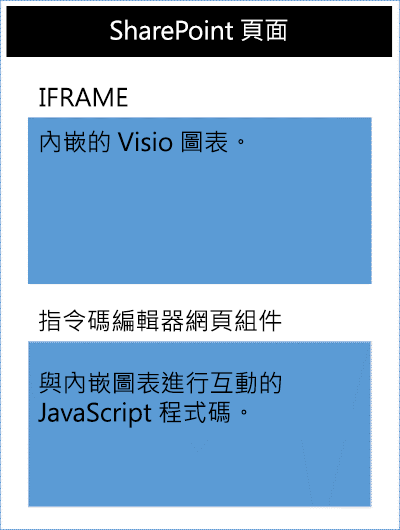 SharePoint 頁面
IFRAME
內嵌的 Visio 圖表。
指令碼編輯器網頁組件
與內嵌圖表進行互動的
JavaScript 程式碼。